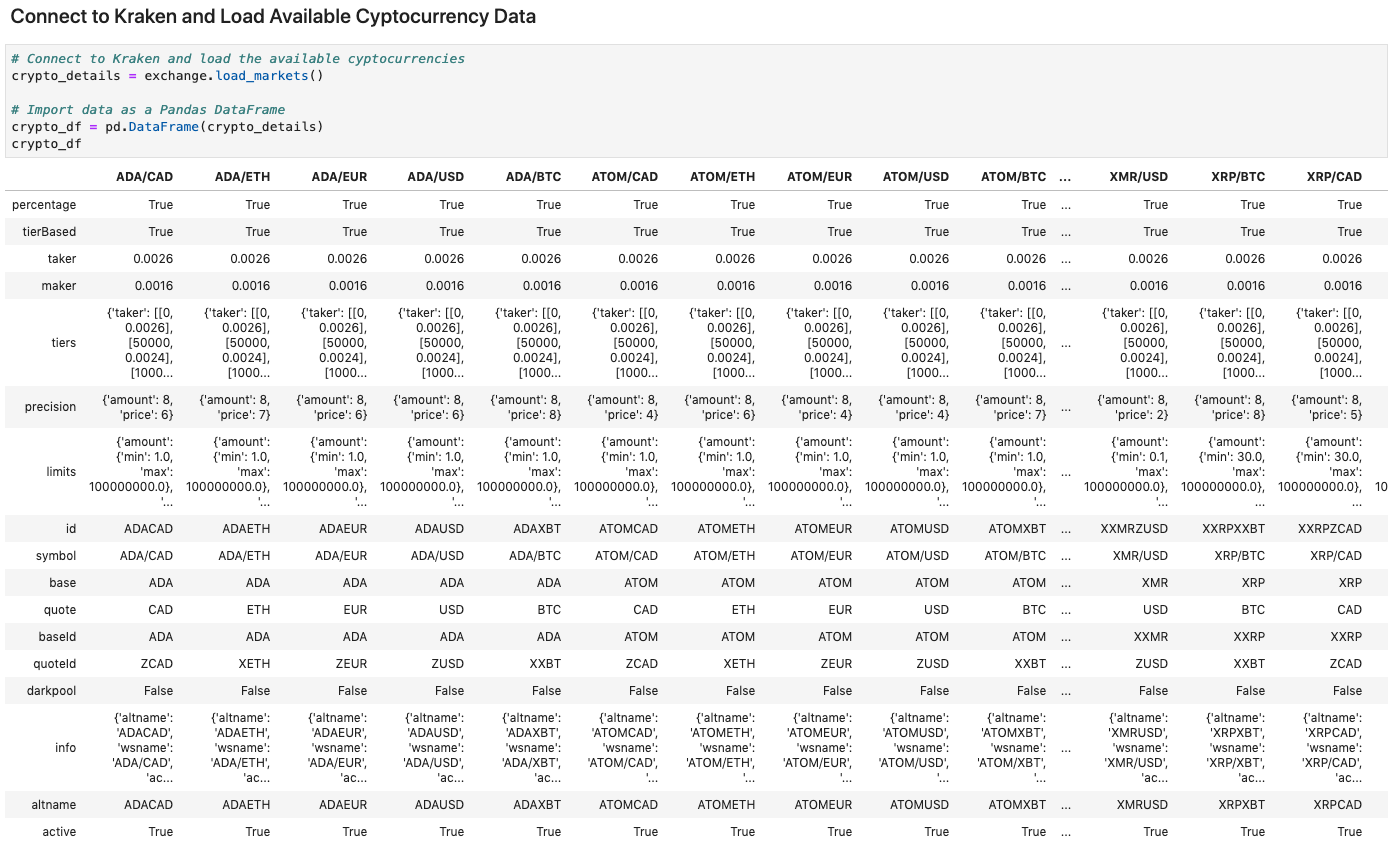 Connect to Kraken and Load Available Cyptocurrency Data
# Connect to Kraken and load the available cyptocurrencies
crypto_details = exchange.load_markets()
# Import data as a Pandas DataFrame
crypto_df = pd.DataFrame(crypto_details)
crypto_df
ADA/CAD ADA/ETH ADA/EUR ADA/USD ADA/BTC ATOM/CAD ATOM/ETH ATOM/EUR ATOM/USD ATOM/BTC ... XMR/USD XRP/BTC XRP/CAD
percentage True True True True True True True True True True ... True True True
tierBased True True True True True True True True True True ... True True True
taker 0.0026 0.0026 0.0026 0.0026 0.0026 0.0026 0.0026 0.0026 0.0026 0.0026 ... 0.0026 0.0026 0.0026
maker 0.0016 0.0016 0.0016 0.0016 0.0016 0.0016 0.0016 0.0016 0.0016 0.0016 ... 0.0016 0.0016 0.0016
{'taker': [[0, {'taker': [[0, {'taker': [[0, {'taker': [[0, {'taker': [[0, {'taker': [[0, {'taker': [[0, {'taker': [[0, {'taker': [[0, {'taker': [[0, {'taker': [[0, {'taker': [[0, {'taker': [[0,
0.0026], 0.0026], 0.0026], 0.0026], 0.0026], 0.0026], 0.0026], 0.0026], 0.0026], 0.0026], 0.0026], 0.0026], 0.0026],
tiers [50000, [50000, [50000, [50000, [50000, [50000, [50000, [50000, [50000, [50000, ... [50000, [50000, [50000,
0.0024], 0.0024], 0.0024], 0.0024], 0.0024], 0.0024], 0.0024], 0.0024], 0.0024], 0.0024], 0.0024], 0.0024], 0.0024],
[1000... [1000... [1000... [1000... [1000... [1000... [1000... [1000... [1000... [1000... [1000... [1000... [1000...
{'amount': 8, {'amount': 8, {'amount': 8, {'amount': 8, {'amount': 8, {'amount': 8, {'amount': 8, {'amount': 8, {'amount': 8, {'amount': 8, {'amount': 8, {'amount': 8, {'amount': 8,
precision 'price': 6} 'price': 7} 'price': 6} 'price': 6} 'price': 8} 'price': 4} 'price': 6} 'price': 4} 'price': 4} 'price': 7} ... 'price': 2} 'price': 8} 'price': 5}
{'amount': {'amount': {'amount': {'amount': {'amount': {'amount': {'amount': {'amount': {'amount': {'amount': {'amount': {'amount': {'amount':
{'min': 1.0, {'min': 1.0, {'min': 1.0, {'min': 1.0, {'min': 1.0, {'min': 1.0, {'min': 1.0, {'min': 1.0, {'min': 1.0, {'min': 1.0, {'min': 0.1, {'min': 30.0, {'min': 30.0,
limits 'max': 'max': 'max': 'max': 'max': 'max': 'max': 'max': 'max': 'max': ... 'max': 'max': 'max':
100000000.0}, 100000000.0}, 100000000.0}, 100000000.0}, 100000000.0}, 100000000.0}, 100000000.0}, 100000000.0}, 100000000.0}, 100000000.0}, 100000000.0}, 100000000.0}, 100000000.0}, 10
'... '... '... '... '... '... '... '... '... '... '... ... ...
id ADACAD ADAETH ADAEUR ADAUSD ADAXBT ATOMCAD ATOMETH ATOMEUR ATOMUSD ATOMXBT ... XXMRZUSD XXRPXXBT XXRPZCAD
symbol ADA/CAD ADA/ETH ADA/EUR ADA/USD ADA/BTC ATOM/CAD ATOM/ETH ATOM/EUR ATOM/USD ATOM/BTC ... XMR/USD XRP/BTC XRP/CAD
base ADA ADA ADA ADA ADA ATOM ATOM ATOM ATOM ATOM ... XMR XRP XRP
quote CAD ETH EUR USD BTC CAD ETH EUR USD BTC ... USD BTC CAD
baseId ADA ADA ADA ADA ADA ATOM ATOM ATOM ATOM ATOM ... XXMR XXRP XXRP
quoteId ZCAD XETH ZEUR ZUSD XXBT ZCAD XETH ZEUR ZUSD XXBT ... ZUSD XXBT ZCAD
darkpool False False False False False False False False False False ... False False False
{'altname': {'altname': {'altname': {'altname': {'altname': {'altname': {'altname': {'altname': {'altname': {'altname': {'altname': {'altname': {'altname':
'ADACAD', 'ADAETH', 'ADAEUR', 'ADAUSD', 'ADAXBT', 'ATOMCAD', 'ATOMETH', 'ATOMEUR', 'ATOMUSD', 'ATOMXBT', 'XMRUSD', 'XRPXBT', 'XRPCAD',
info 'wsname': 'wsname': 'wsname': 'wsname': 'wsname': 'wsname': 'wsname': 'wsname': 'wsname': 'wsname': ... 'wsname': 'wsname': 'wsname':
'ADA/CAD', 'ADA/ETH', 'ADA/EUR', 'ADA/USD', 'ADA/XBT', 'ATOM/CAD', 'ATOM/ETH', 'ATOM/EUR', 'ATOM/USD', 'ATOM/XBT', 'XMR/USD', 'XRP/XBT', 'XRP/CAD',
'ac... 'ac... 'ac... 'ac... 'ac... '... '... '... '... '... 'ac... 'ac... 'ac...
altname ADACAD ADAETH ADAEUR ADAUSD ADAXBT ATOMCAD ATOMETH ATOMEUR ATOMUSD ATOMXBT ... XMRUSD XRPXBT XRPCAD
active True True True True True True True True True True ... True True True